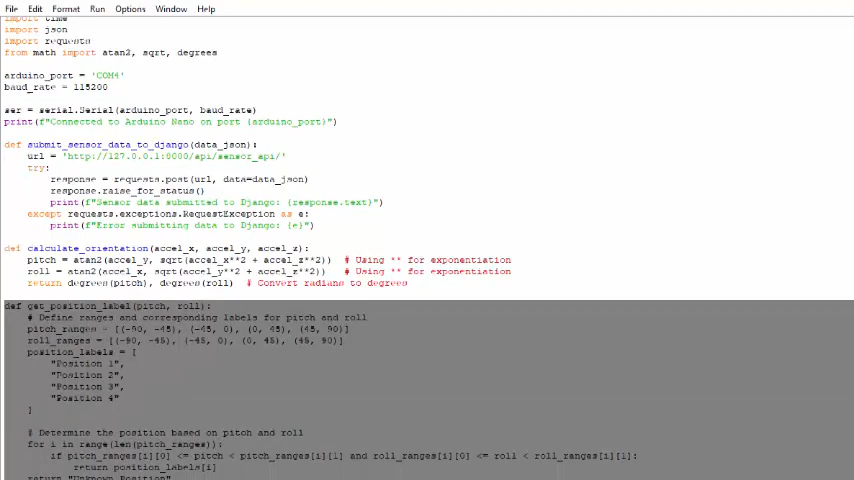 File Edit Format Run Options Window Help
import time
import json
import requests
from math import atan2, sqrt, degrees
arduino_port = 'COM4'
baud_rate = 115200
ser = serial.Serial(arduino_port, baud_rate)
print(f"Connected to Arduino Nano on port {arduino_port}")
def submit_sensor_data_to_django(data_json):
url = 'http://127.0.0.1:8000/api/sensor_api/'
try:
response = requests.post(url, data=data_json)
response.raise_for_status()
print(f"Sensor data submitted to Django: {response.text}")
except requests.exceptions.RequestException as e:
print(f"Error submitting data to Django: {e}")
def calculate_orientation(accel_x, accel_y, accel_z):
pitch = atan2(accel_y, sqrt(accel_x**2 + accel_z**2)) # Using ** for exponentiation
roll = atan2(accel_x, sqrt(accel_y**2 + accel_z**2)) # Using ** for exponentiation
return degrees(pitch), degrees(roll) # Convert radians to degrees
def get_position_label(pitch, roll):
# Define ranges and corresponding labels for pitch and roll
pitch_ranges = [(-90, -45), (-45, 0), (0, 45), (45, 90)]
roll_ranges = [(-90, -45), (-45, 0), (0, 45), (45, 90)]
position_labels = [
"Position 1",
"Position 2",
"Position 3",
"Position 4"
]
# Determine the position based on pitch and roll
for i in range(len(pitch_ranges)):
if pitch_ranges[i][0] <= pitch < pitch_ranges[i][1] and roll_ranges[i][0] <= roll < roll_ranges[i][1]:
return position_labels[i]
return "Unknown Position"